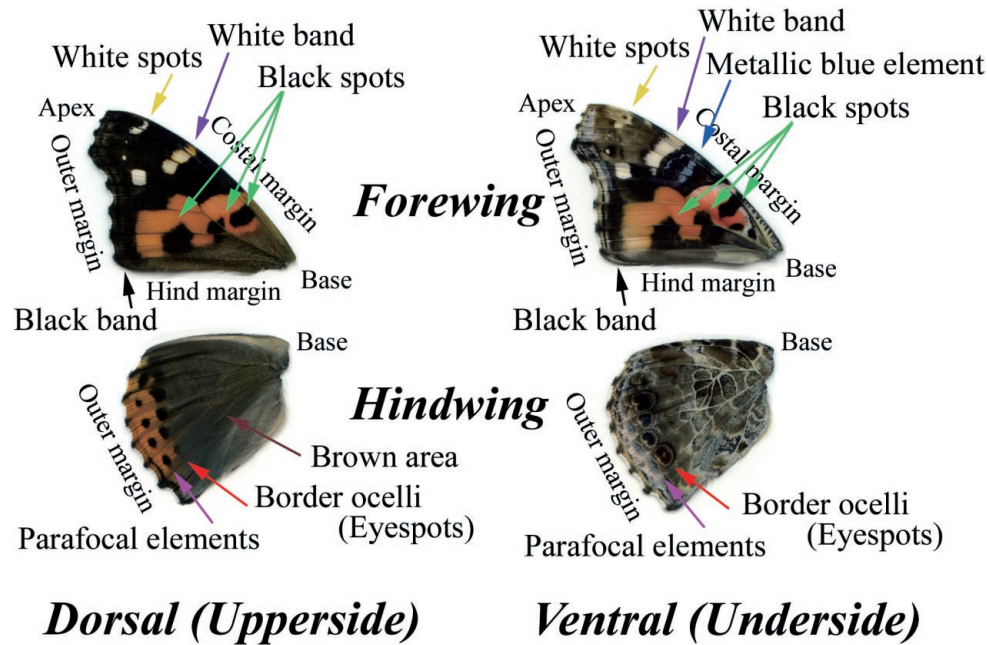 White spots
White band
Black spots
Apex
Costal margin
Outer margin
Base
Hind margin
Black band
White spots
White band
Metallic blue element
Black spots
Apex
Costal margin
Outer margin
Base
Hind margin
Black band
Forewing
Base
Outer margin
Brown area
Border ocelli
(Eyespots)
Parafocal elements
Base
Outer margin
Border ocelli
(Eyespots)
Parafocal elements
Hindwing
Dorsal (Upperside)
Ventral (Underside)